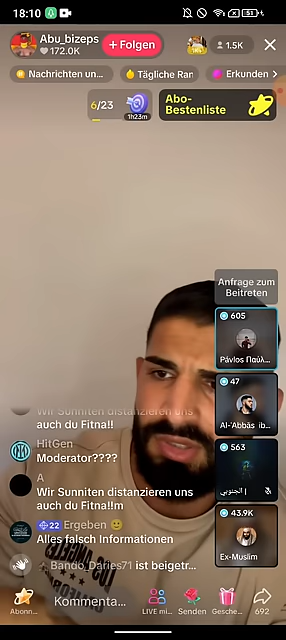 18:10
Abu_bizeps
172.0K
+ Folgen
1.5K
Nachrichten un...
Tägliche Ran
Erkunden
6/23
1h23m
Abo-
Bestenliste
Anfrage zum
Beitreten
605
Pávlos Παύλ...
47
Al-'Abbās ib...
563
الجنوبي |
43.9K
Ex-Muslim
Wir Sunniten distanzieren uns
auch du Fitna!!
HitGen
Moderator????
A
Wir Sunniten distanzieren uns
auch du Fitna!!m
22 Ergeben
Alles falsch Informationen
Bando_Daries71 ist beigetr...
LOS ANGELES
Abonn...
Kommenta...
LIVE mi...
Senden
Gesche...
692